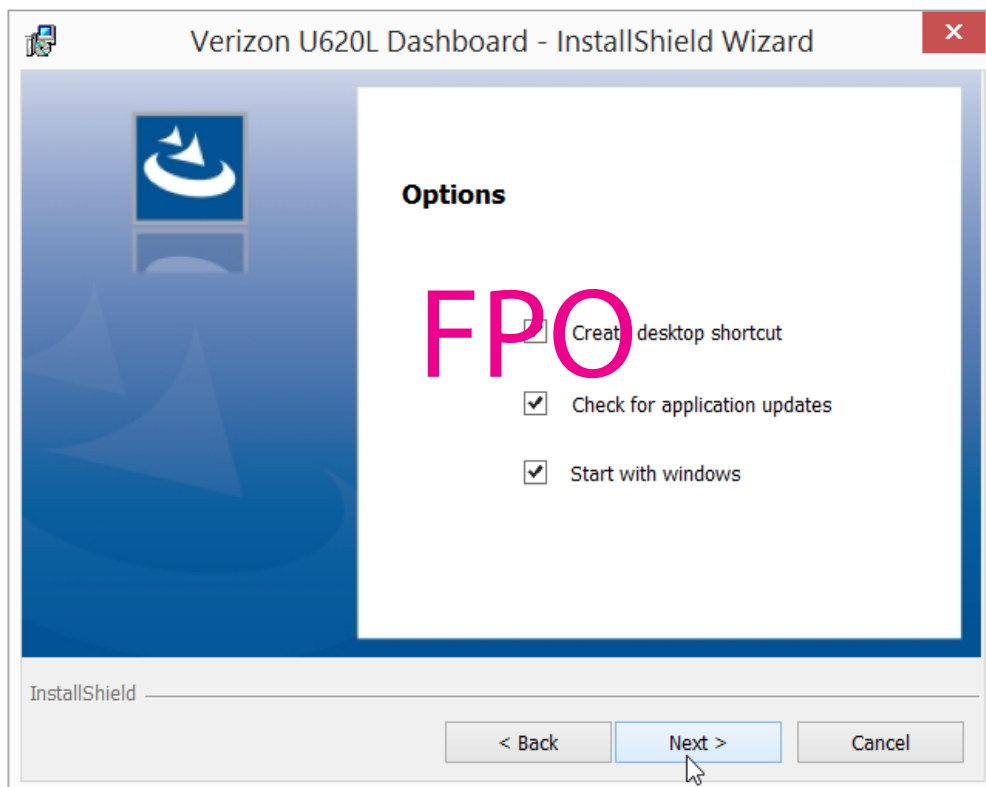 Verizon U620L Dashboard - InstallShield Wizard
x
Options
FPO
Create desktop shortcut
Check for application updates
Start with windows
InstallShield
< Back
Next >
Cancel